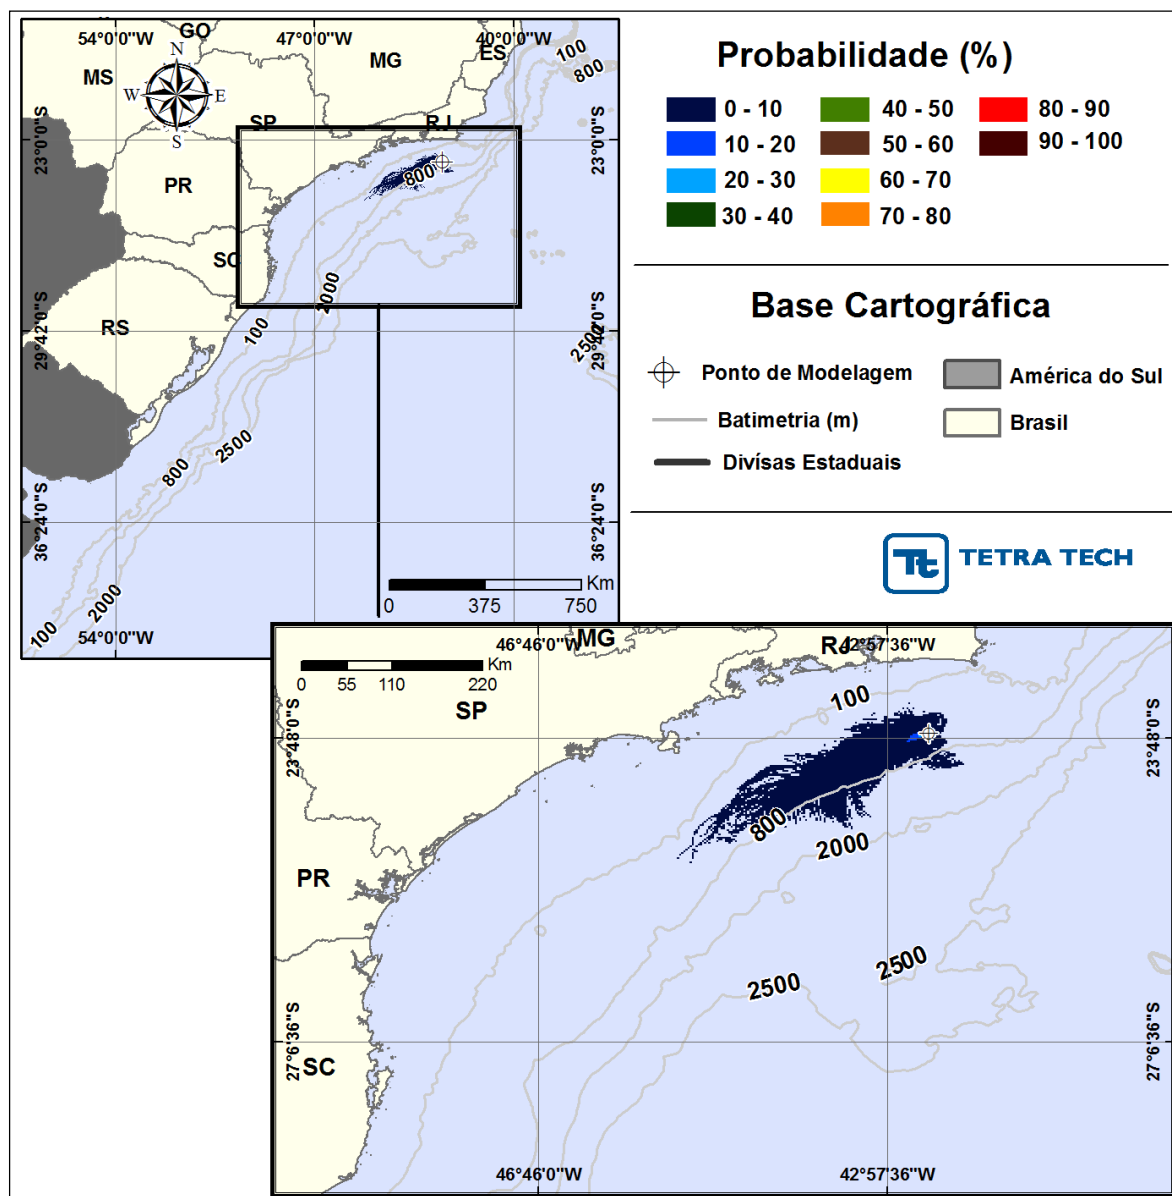 54°0'0"W
47°0'0"W
40°0'0"W
GO
MG
ES
MS
N
W
E
S
100
800
SP
RJ
23°0'0"S
23°0'0"S
PR
800
SC
RS
2000
100
29°42'0"S
2500
29°42'0"S
800
2500
36°24'0"S
36°24'0"S
2000
100
54°0'0"W
Km
0
375
750
Probabilidade (%)
0 - 10
40 - 50
80 - 90
10 - 20
50 - 60
90 - 100
20 - 30
60 - 70
30 - 40
70 - 80
Base Cartográfica
Ponto de Modelagem
América do Sul
Batimetria (m)
Brasil
Divísas Estaduais
Tt
TETRA TECH
46°46'0"W
MG
RJ
42°57'36"W
Km
0
55
110
220
SP
100
23°48'0"S
23°48'0"S
800
2000
PR
2500
2500
27°6'36"S
27°6'36"S
SC
46°46'0"W
42°57'36"W